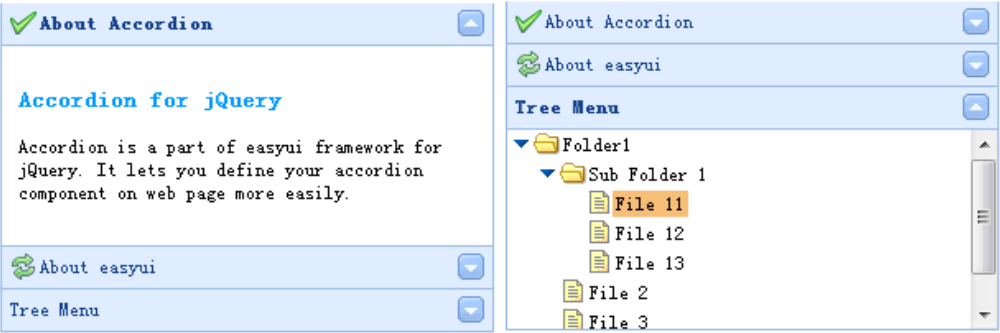 About Accordion
Accordion for jQuery
Accordion is a part of easyui framework for
jQuery. It lets you define your accordion
component on web page more easily.
About easyui
Tree Menu
About Accordion
About easyui
Tree Menu
Folder1
Sub Folder 1
File 11
File 12
File 13
File 2
File 3